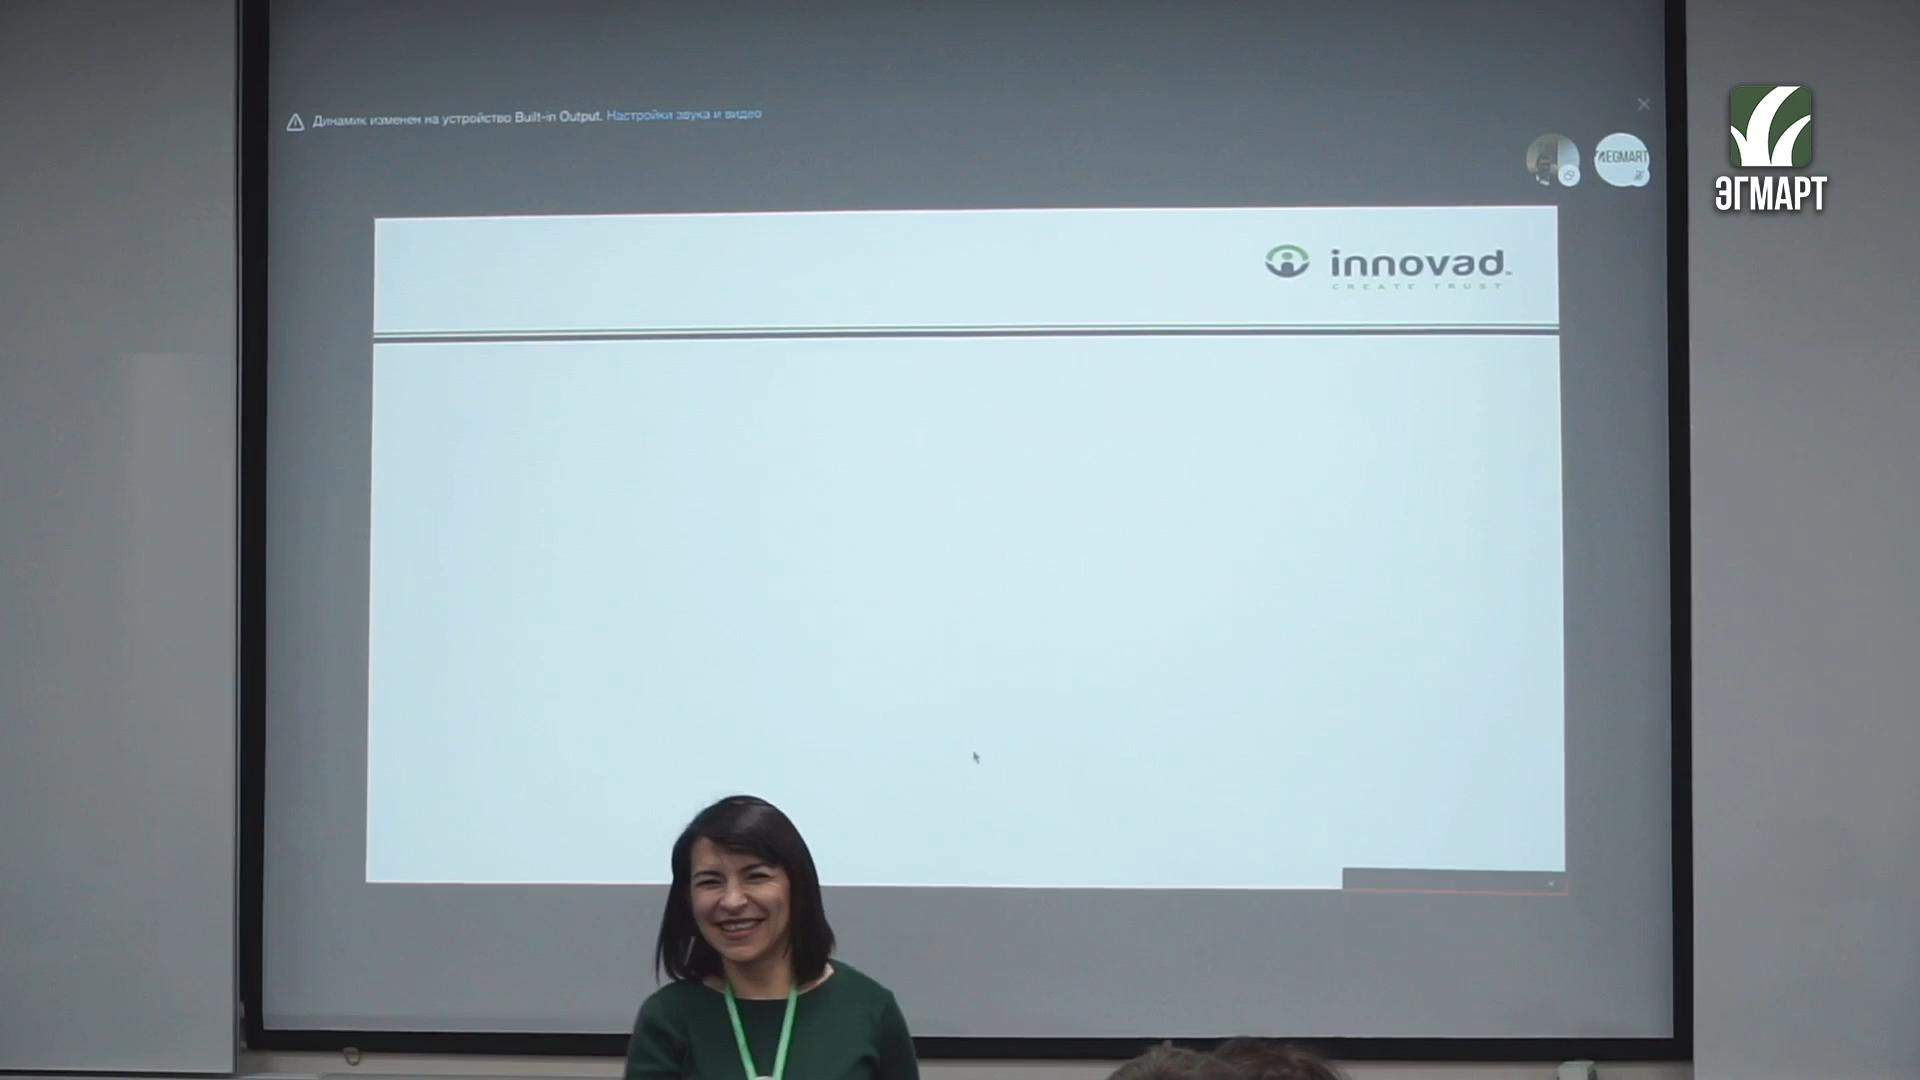 Динамик изменен на устройство Built-in Output. Настройки звука и видео
EGMART
ЭГМАРТ
innovad
CREATE TRUST